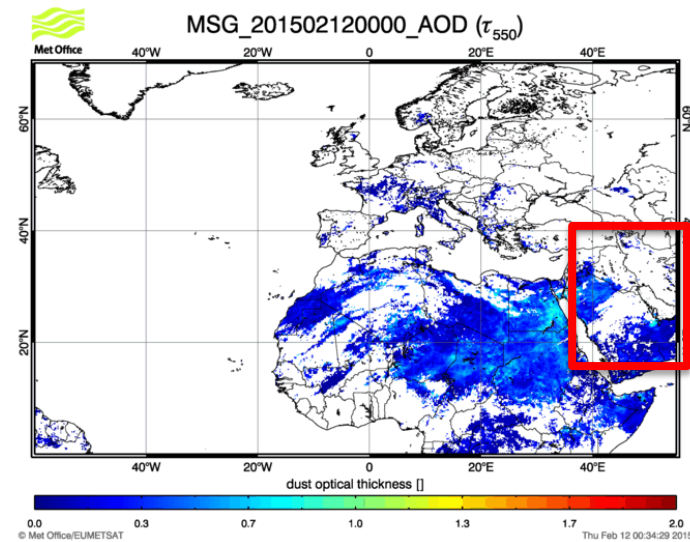 Met Office
MSG_201502120000_AOD (τ550)
40°W 20°W 0 20°E 40°E
60°N 60°N
40°N
20°N
40°W 20°W 0 20°E 40°E
dust optical thickness []
0.0 0.3 0.7 1.0 1.3 1.7 2.0
© Met Office/EUMETSAT Thu Feb 12 00:34:29 2015